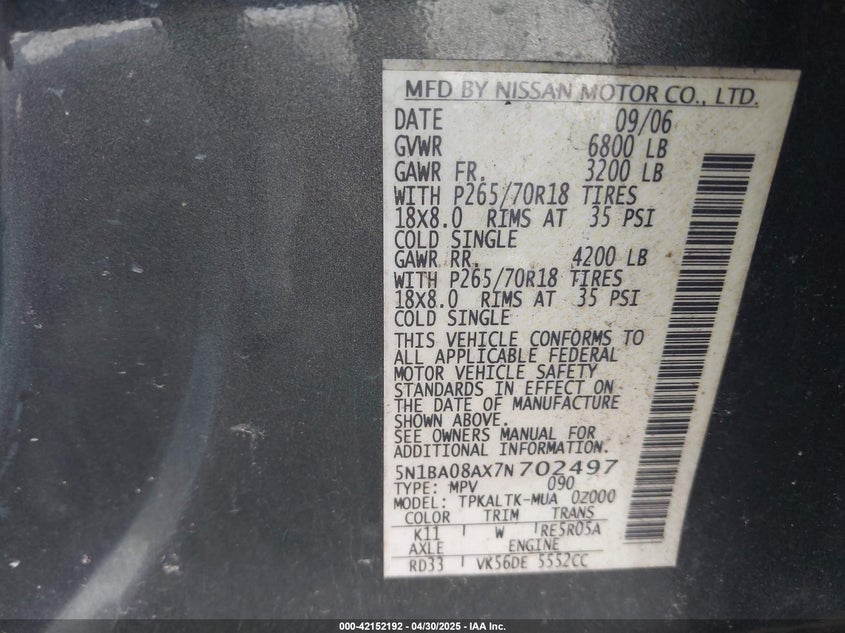 MFD BY NISSAN MOTOR CO., LTD.
DATE 09/06
GVWR 6800 LB
GAWR FR. 3200 LB
WITH P265/70R18 TIRES
18X8.0 RIMS AT 35 PSI
COLD SINGLE
GAWR RR. 4200 LB
WITH P265/70R18 TIRES
18X8.0 RIMS AT 35 PSI
COLD SINGLE
THIS VEHICLE CONFORMS TO
ALL APPLICABLE FEDERAL
MOTOR VEHICLE SAFETY
STANDARDS IN EFFECT ON
THE DATE OF MANUFACTURE
SHOWN ABOVE.
SEE OWNERS MANUAL FOR
ADDITIONAL INFORMATION.
5N1BA08AX7N702497
TYPE: MPV 090
MODEL: TPKALTK-MUA 0Z000
COLOR TRIM TRANS
K11 W RE5R05A
AXLE ENGINE
RD33 VK56DE 5552CC
000-42152192 - 04/30/2025 - IAA Inc.